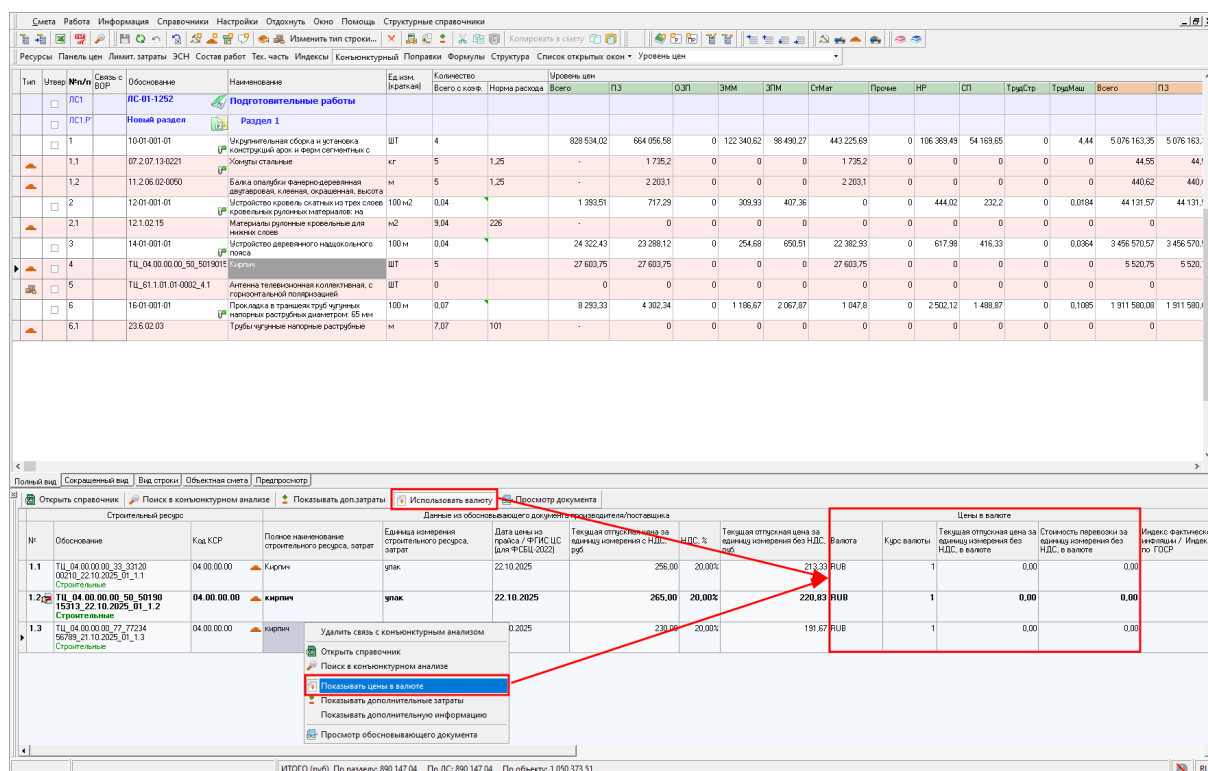 Смета Работа Информация Справочники Настройки Отдохнуть Окно Помощь Структурные справочники
Изменить тип строки... Копировать в смету
Ресурсы Панель цен Лимит. затраты ЭСН Состав работ Тех. часть Индексы Конъюнктурный Поправки Формулы Структура Список открытых окон Уровень цен
Тип Утвер №п/п Связь с ВОР Обоснование Наименование Ед.изм. (краткая) Количество Уровень цен
Всего с коэф. Норма расхода Всего ПЗ ОЗП ЭММ ЗПМ СтМат Прочие НР СП ТрудСтр ТрудМаш Всего ПЗ
ЛС1 ЛС-01-1252 Подготовительные работы
ЛС1.Р Новый раздел Раздел 1
1 10-01-001-01 Укрупнительная сборка и установка конструкций арок и ферм сегментных с ШТ 4 828 534,02 664 056,58 0 122 340,62 98 490,27 443 225,69 0 106 369,49 54 169,65 0 4,44 5 076 163,35 5 076 163,
1,1 07.2.07.13-0221 Хомуты стальные кг 5 1,25 - 1 735,2 0 0 0 1 735,2 0 0 0 0 0 44,55 44,
1,2 11.2.06.02-0050 Балка опалубки фанерно-деревянная двутавровая, клееная, окрашенная, высота м 5 1,25 - 2 203,1 0 0 0 2 203,1 0 0 0 0 0 440,62 440,
2 12-01-001-01 Устройство кровель скатных из трех слоев кровельных рулонных материалов: на 100 м2 0,04 1 393,51 717,29 0 309,93 407,36 0 0 444,02 232,2 0 0,0184 44 131,57 44 131,
2,1 12.1.02.15 Материалы рулонные кровельные для нижних слоев м2 9,04 226 - 0 0 0 0 0 0 0 0 0 0 0
3 14-01-001-01 Устройство деревянного надцокольного пояса 100 м 0,04 24 322,43 23 288,12 0 254,68 650,51 22 382,93 0 617,98 416,33 0 0,0364 3 456 570,57 3 456 570,
4 ТЦ_04.00.00.00_50_5019015 Кирпич ШТ 5 27 603,75 27 603,75 0 0 0 27 603,75 0 0 0 0 0 5 520,75 5 520,
5 ТЦ_61.1.01.01-0002_4.1 Антенна телевизионная коллективная, с горизонтальной поляризацией ШТ 0 0 0 0 0 0 0 0 0 0 0 0 0
6 16-01-001-01 Прокладка в траншеях труб чугунных напорных раструбных диаметром: 65 мм 100 м 0,07 8 293,33 4 302,34 0 1 186,67 2 067,87 1 047,8 0 2 502,12 1 488,87 0 0,1085 1 911 580,08 1 911 580,
6,1 23.6.02.03 Трубы чугунные напорные раструбные м 7,07 101 - 0 0 0 0 0 0 0 0 0 0 0
Полный вид Сокращенный вид Вид строки Объектная смета Предпросмотр
Открыть справочник Поиск в конъюнктурном анализе Показывать доп.затраты Использовать валюту Просмотр документа
Строительный ресурс Данные из обосновывающего документа производителя/поставщика Цены в валюте
№ Обоснование Код КСР Полное наименование строительного ресурса, затрат Единица измерения строительного ресурса, затрат Дата цены из прайса / ФГИС ЦС (для ФСБЦ-2022) Текущая отпускная цена за единицу измерения с НДС, руб. НДС, % Текущая отпускная цена за единицу измерения без НДС, руб. Валюта Курс валюты Текущая отпускная цена за единицу измерения без НДС, в валюте Стоимость перевозки за единицу измерения без НДС, в валюте Индекс фактическ инфляции / Индек по ГОСР
1.1 ТЦ_04.00.00.00_33_33120 04.00.00.00 Кирпич упак 22.10.2025 256,00 20,00% 213,33 RUB 1 0,00 0,00
00210_22.10.2025_01_1.1
Строительные
1.2 ТЦ_04.00.00.00_50_50190 04.00.00.00 кирпич упак 22.10.2025 265,00 20,00% 220,83 RUB 1 0,00 0,00
15313_22.10.2025_01_1.2
Строительные
1.3 ТЦ_04.00.00.00_77_77234 04.00.00.00 кирпич 0.2025 230,00 20,00% 191,67 RUB 1 0,00 0,00
56789_21.10.2025_01_1.3
Строительные
Удалить связь с конъюнктурным анализом
Открыть справочник
Поиск в конъюнктурном анализе
Показывать цены в валюте
Показывать дополнительные затраты
Показывать дополнительную информацию
Просмотр обосновывающего документа
ИТОГО (руб) По разделу: 890 147,04 По ЛС: 890 147,04 По объекту: 1 050 373,51 RU